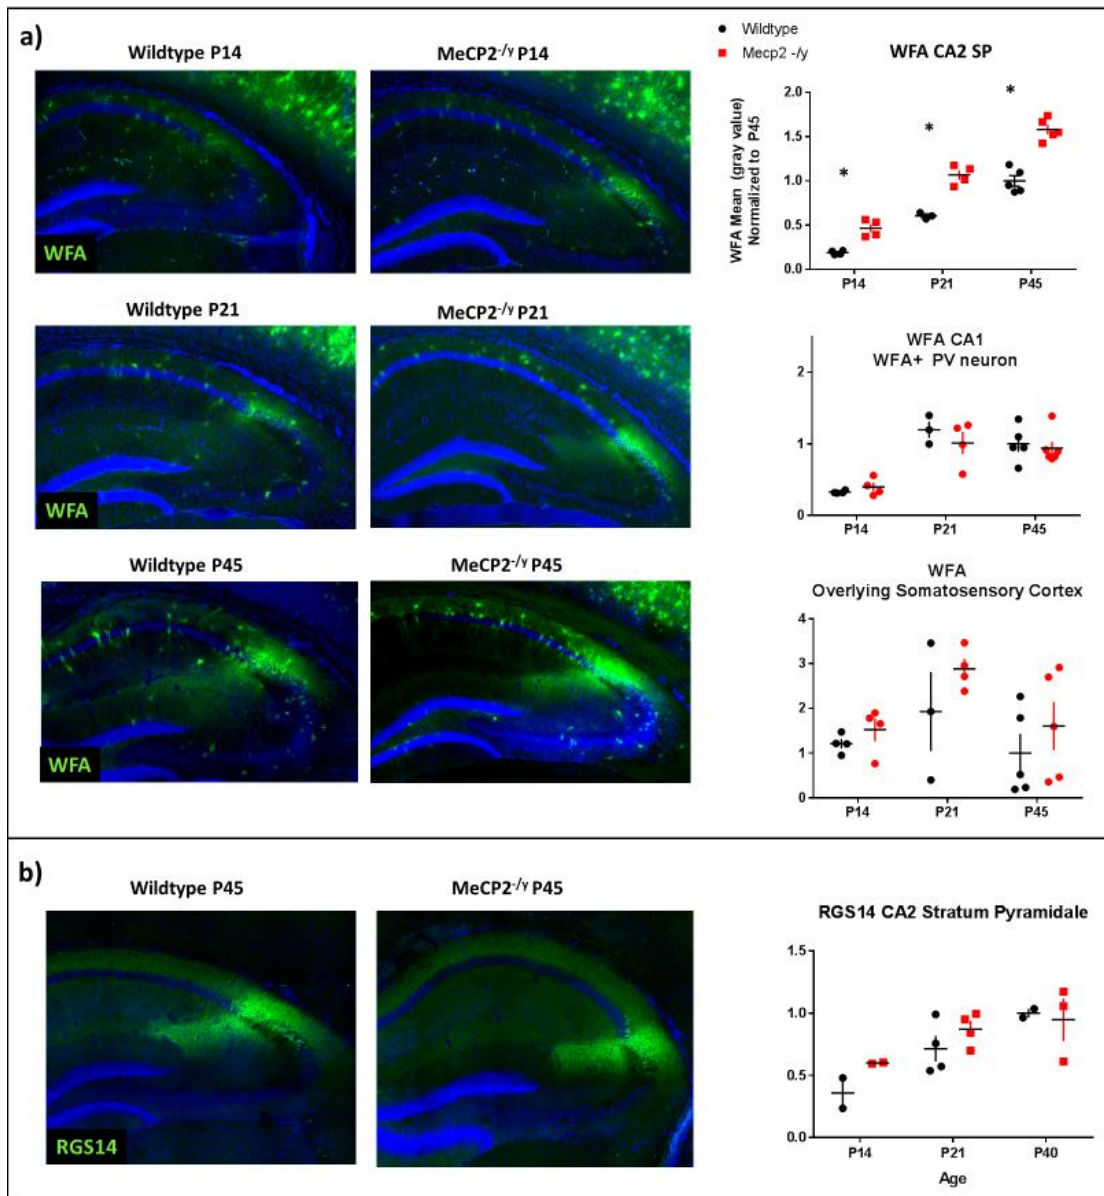 a)
Wildtype P14
MeCP2-/y P14
WFA
Wildtype P21
MeCP2-/y P21
WFA
Wildtype P45
MeCP2-/y P45
WFA
Wildtype
Mecp2 -/y
WFA CA2 SP
WFA Mean (gray value)
Normalized to P45
2.0
1.5
1.0
0.5
0.0
*
*
*
P14 P21 P45
WFA CA1
WFA+ PV neuron
2
1
0
P14 P21 P45
WFA
Overlying Somatosensory Cortex
4
3
2
1
0
P14 P21 P45
b)
Wildtype P45
MeCP2-/y P45
RGS14
RGS14 CA2 Stratum Pyramidale
1.5
1.0
0.5
0.0
P14 P21 P40
Age